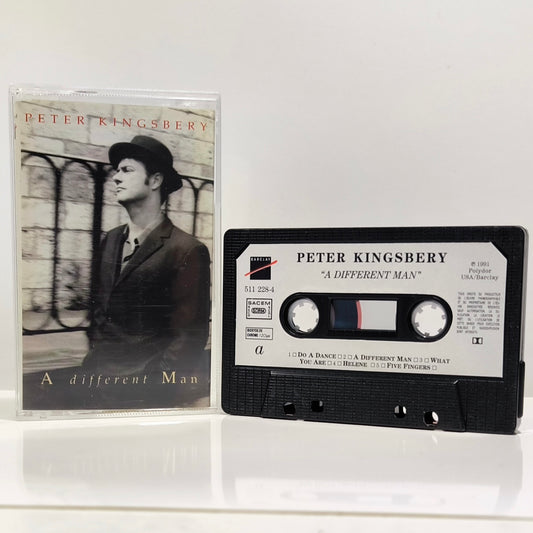 PETER KINGSBERY
A different Man
BARCLAY
511 228-4
PETER KINGSBERY
"A DIFFERENT MAN"
℗ 1991
Polydor
USA/Barclay
SACEM
a
1 □ DO A DANCE □ 2 □ A DIFFERENT MAN □ 3 □ WHAT
YOU ARE □ 4 □ HELENE □ 5 □ FIVE FINGERS □